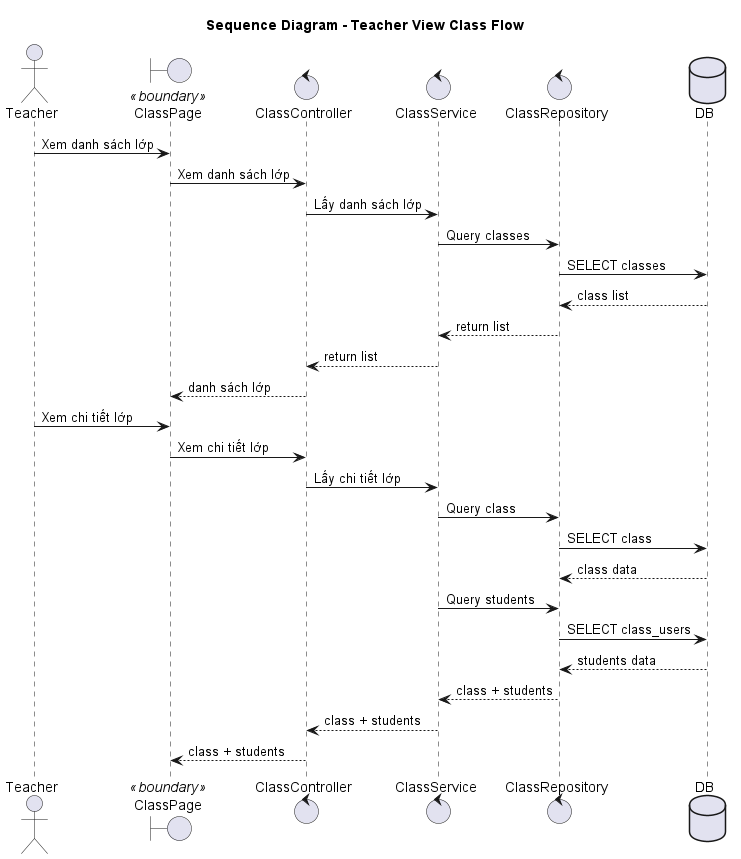 Sequence Diagram - Teacher View Class Flow
Teacher
«boundary»
ClassPage
ClassController
ClassService
ClassRepository
DB
Xem danh sách lớp
Xem danh sách lớp
Lấy danh sách lớp
Query classes
SELECT classes
class list
return list
return list
danh sách lớp
Xem chi tiết lớp
Xem chi tiết lớp
Lấy chi tiết lớp
Query class
SELECT class
class data
Query students
SELECT class_users
students data
class + students
class + students
class + students
Teacher
«boundary»
ClassPage
ClassController
ClassService
ClassRepository
DB